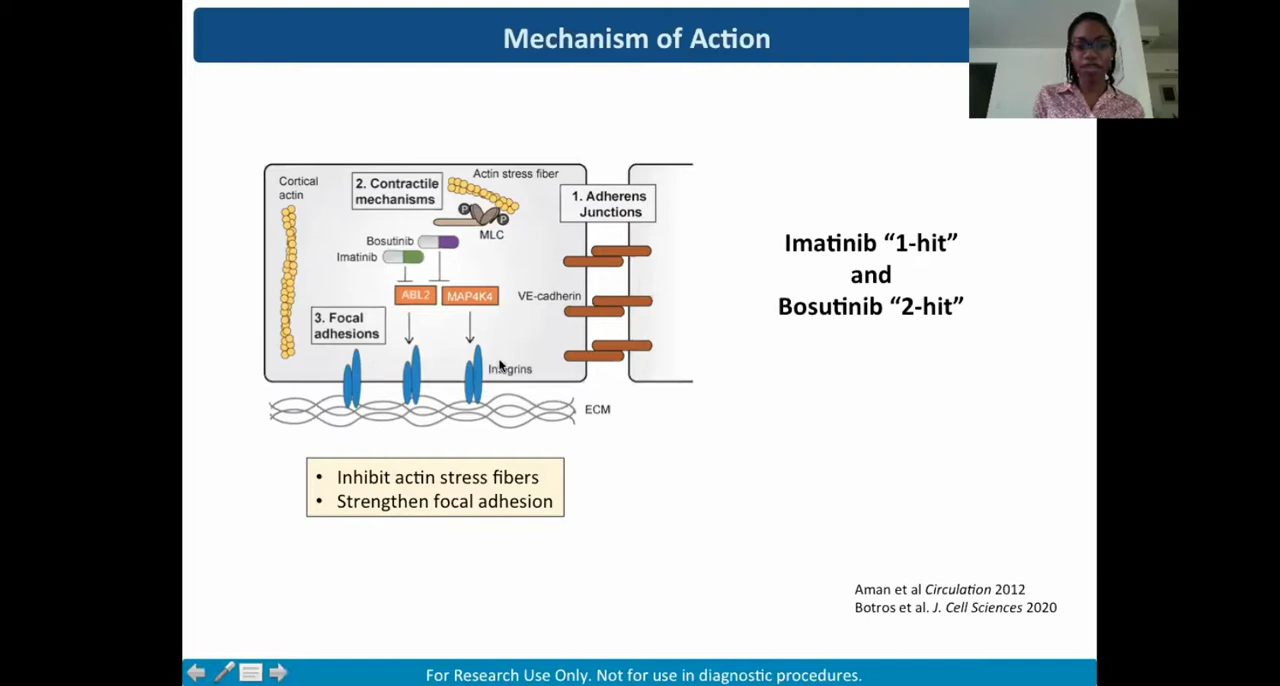 Mechanism of Action
Cortical
actin
2. Contractile
mechanisms
Actin stress fiber
1. Adherens
Junctions
P
P
MLC
Bosutinib
Imatinib
ABL2
MAP4K4
VE-cadherin
3. Focal
adhesions
Integrins
ECM
Imatinib “1-hit”
and
Bosutinib “2-hit”
• Inhibit actin stress fibers
• Strengthen focal adhesion
Aman et al Circulation 2012
Botros et al. J. Cell Sciences 2020
For Research Use Only. Not for use in diagnostic procedures.